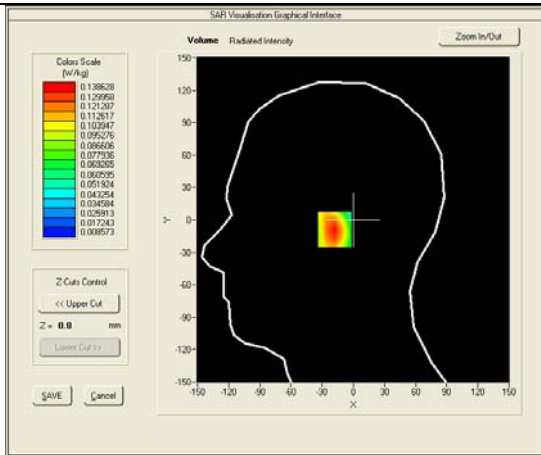 SAR Visualisation Graphical Interface
Volume Radiated Intensity
Zoom In/Out
Colors Scale
(W/kg)
0.138628
0.129958
0.121287
0.112617
0.103947
0.095276
0.086606
0.077936
0.069265
0.060595
0.051924
0.043254
0.034584
0.025913
0.017243
0.008573
Z Cuts Control
<< Upper Cut
Z = 0.0 mm
Lower Cut >>
SAVE
Cancel
150
120
90
60
30
0
-30
-60
-90
-120
-150
Y
-150 -120 -90 -60 -30 0 30 60 90 120 150
X